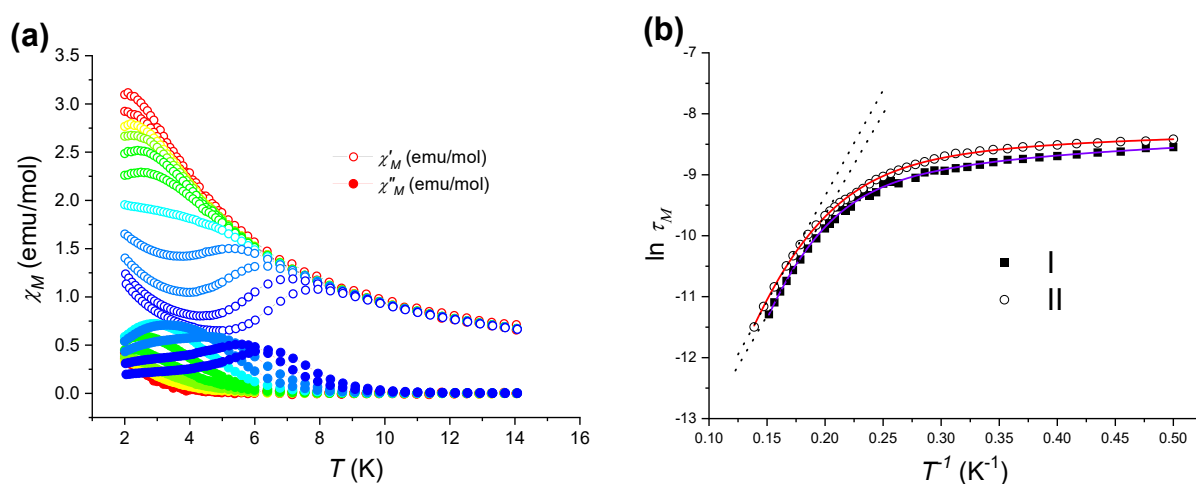 (a)
3.5
3.0
2.5
2.0
1.5
1.0
0.5
0.0
χM (emu/mol)
χ'M (emu/mol)
χ"M (emu/mol)
2 4 6 8 10 12 14 16
T (K)
(b)
-7
-8
-9
-10
-11
-12
-13
ln τM
I
II
0.10 0.15 0.20 0.25 0.30 0.35 0.40 0.45 0.50
T-1 (K-1)